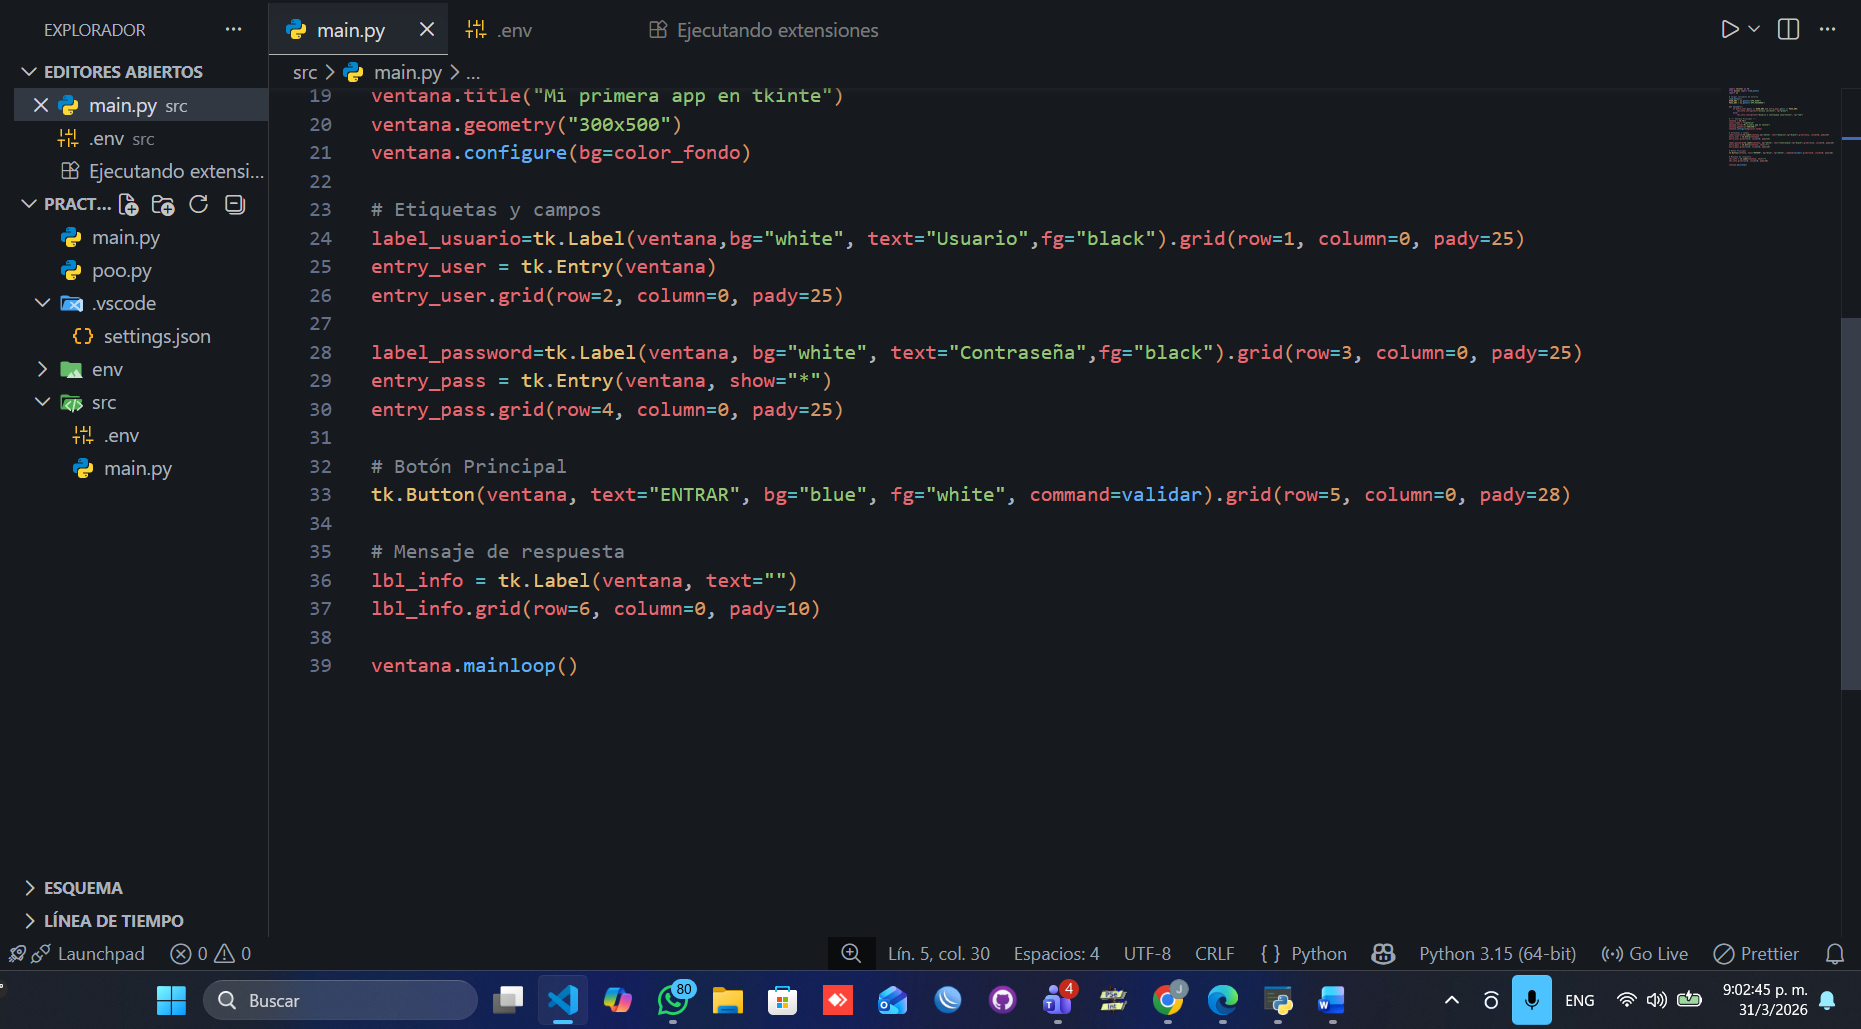 EXPLORADOR
EDITORES ABIERTOS
main.py src
.env src
Ejecutando extensi...
PRACT...
main.py
poo.py
.vscode
settings.json
env
src
.env
main.py
ESQUEMA
LÍNEA DE TIEMPO
main.py
.env
Ejecutando extensiones
src > main.py > ...
19 ventana.title("Mi primera app en tkinte")
20 ventana.geometry("300x500")
21 ventana.configure(bg=color_fondo)
22
23 # Etiquetas y campos
24 label_usuario=tk.Label(ventana,bg="white", text="Usuario",fg="black").grid(row=1, column=0, pady=25)
25 entry_user = tk.Entry(ventana)
26 entry_user.grid(row=2, column=0, pady=25)
27
28 label_password=tk.Label(ventana, bg="white", text="Contraseña",fg="black").grid(row=3, column=0, pady=25)
29 entry_pass = tk.Entry(ventana, show="*")
30 entry_pass.grid(row=4, column=0, pady=25)
31
32 # Botón Principal
33 tk.Button(ventana, text="ENTRAR", bg="blue", fg="white", command=validar).grid(row=5, column=0, pady=28)
34
35 # Mensaje de respuesta
36 lbl_info = tk.Label(ventana, text="")
37 lbl_info.grid(row=6, column=0, pady=10)
38
39 ventana.mainloop()
Launchpad 0 0 Lín. 5, col. 30 Espacios: 4 UTF-8 CRLF { } Python Python 3.15 (64-bit) Go Live Prettier
Buscar 80 4 J ENG 9:02:45 p. m.
31/3/2026